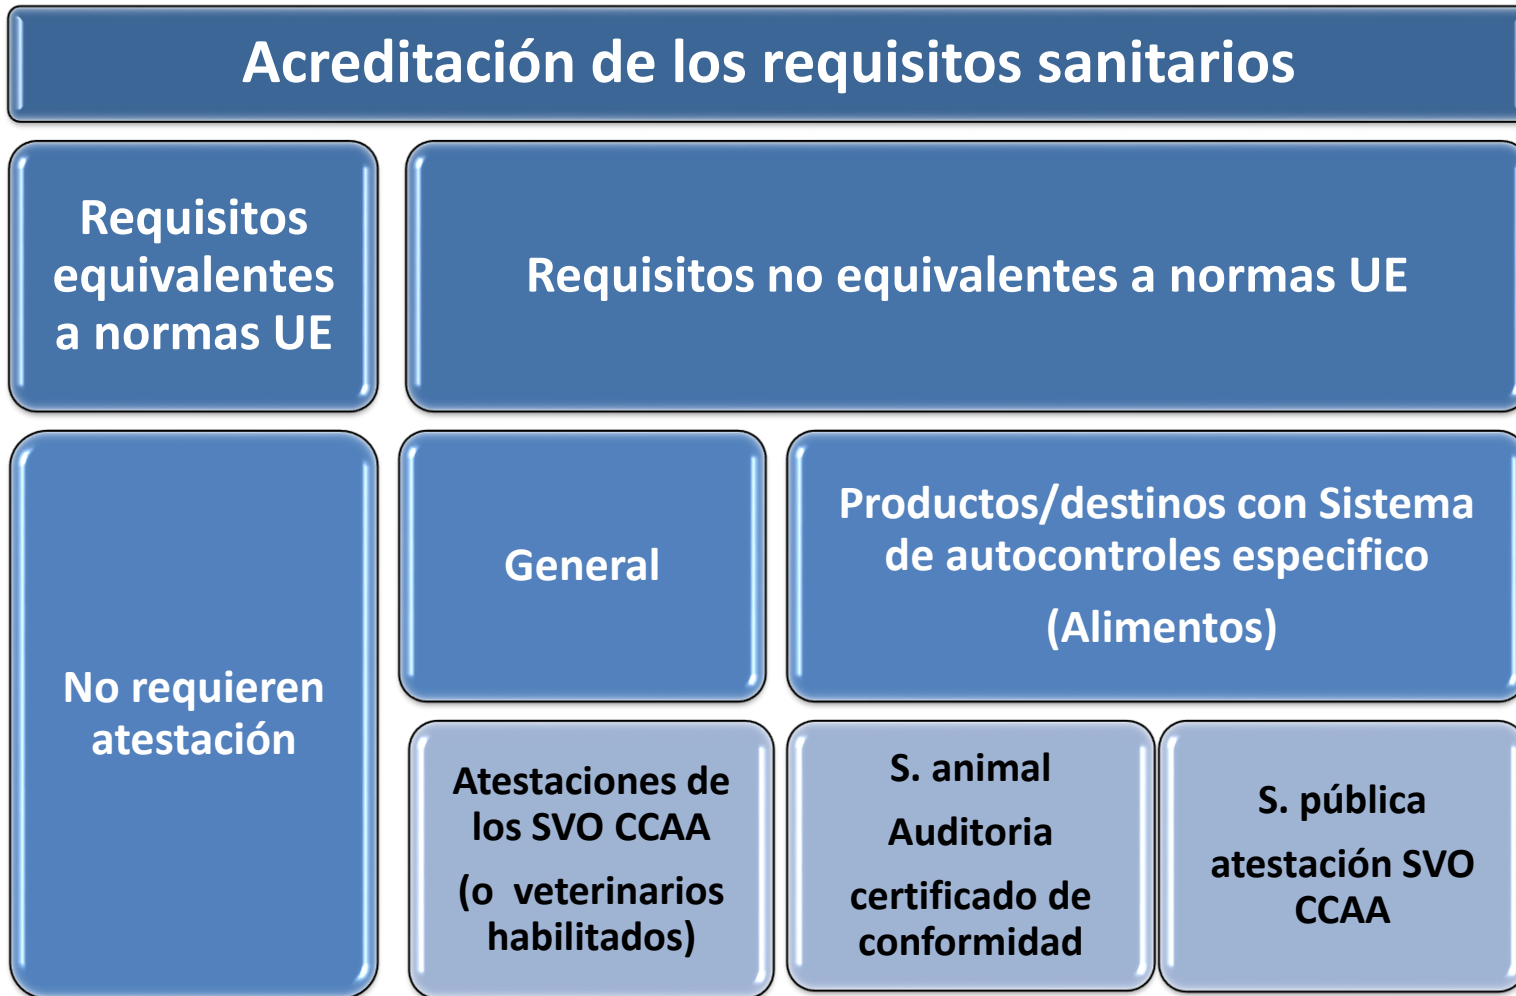 Acreditación de los requisitos sanitarios
Requisitos
equivalentes
a normas UE
Requisitos no equivalentes a normas UE
No requieren
atestación
General
Productos/destinos con Sistema
de autocontroles especifico
(Alimentos)
Atestaciones de
los SVO CCAA
(o veterinarios
habilitados)
S. animal
Auditoria
certificado de
conformidad
S. pública
atestación SVO
CCAA